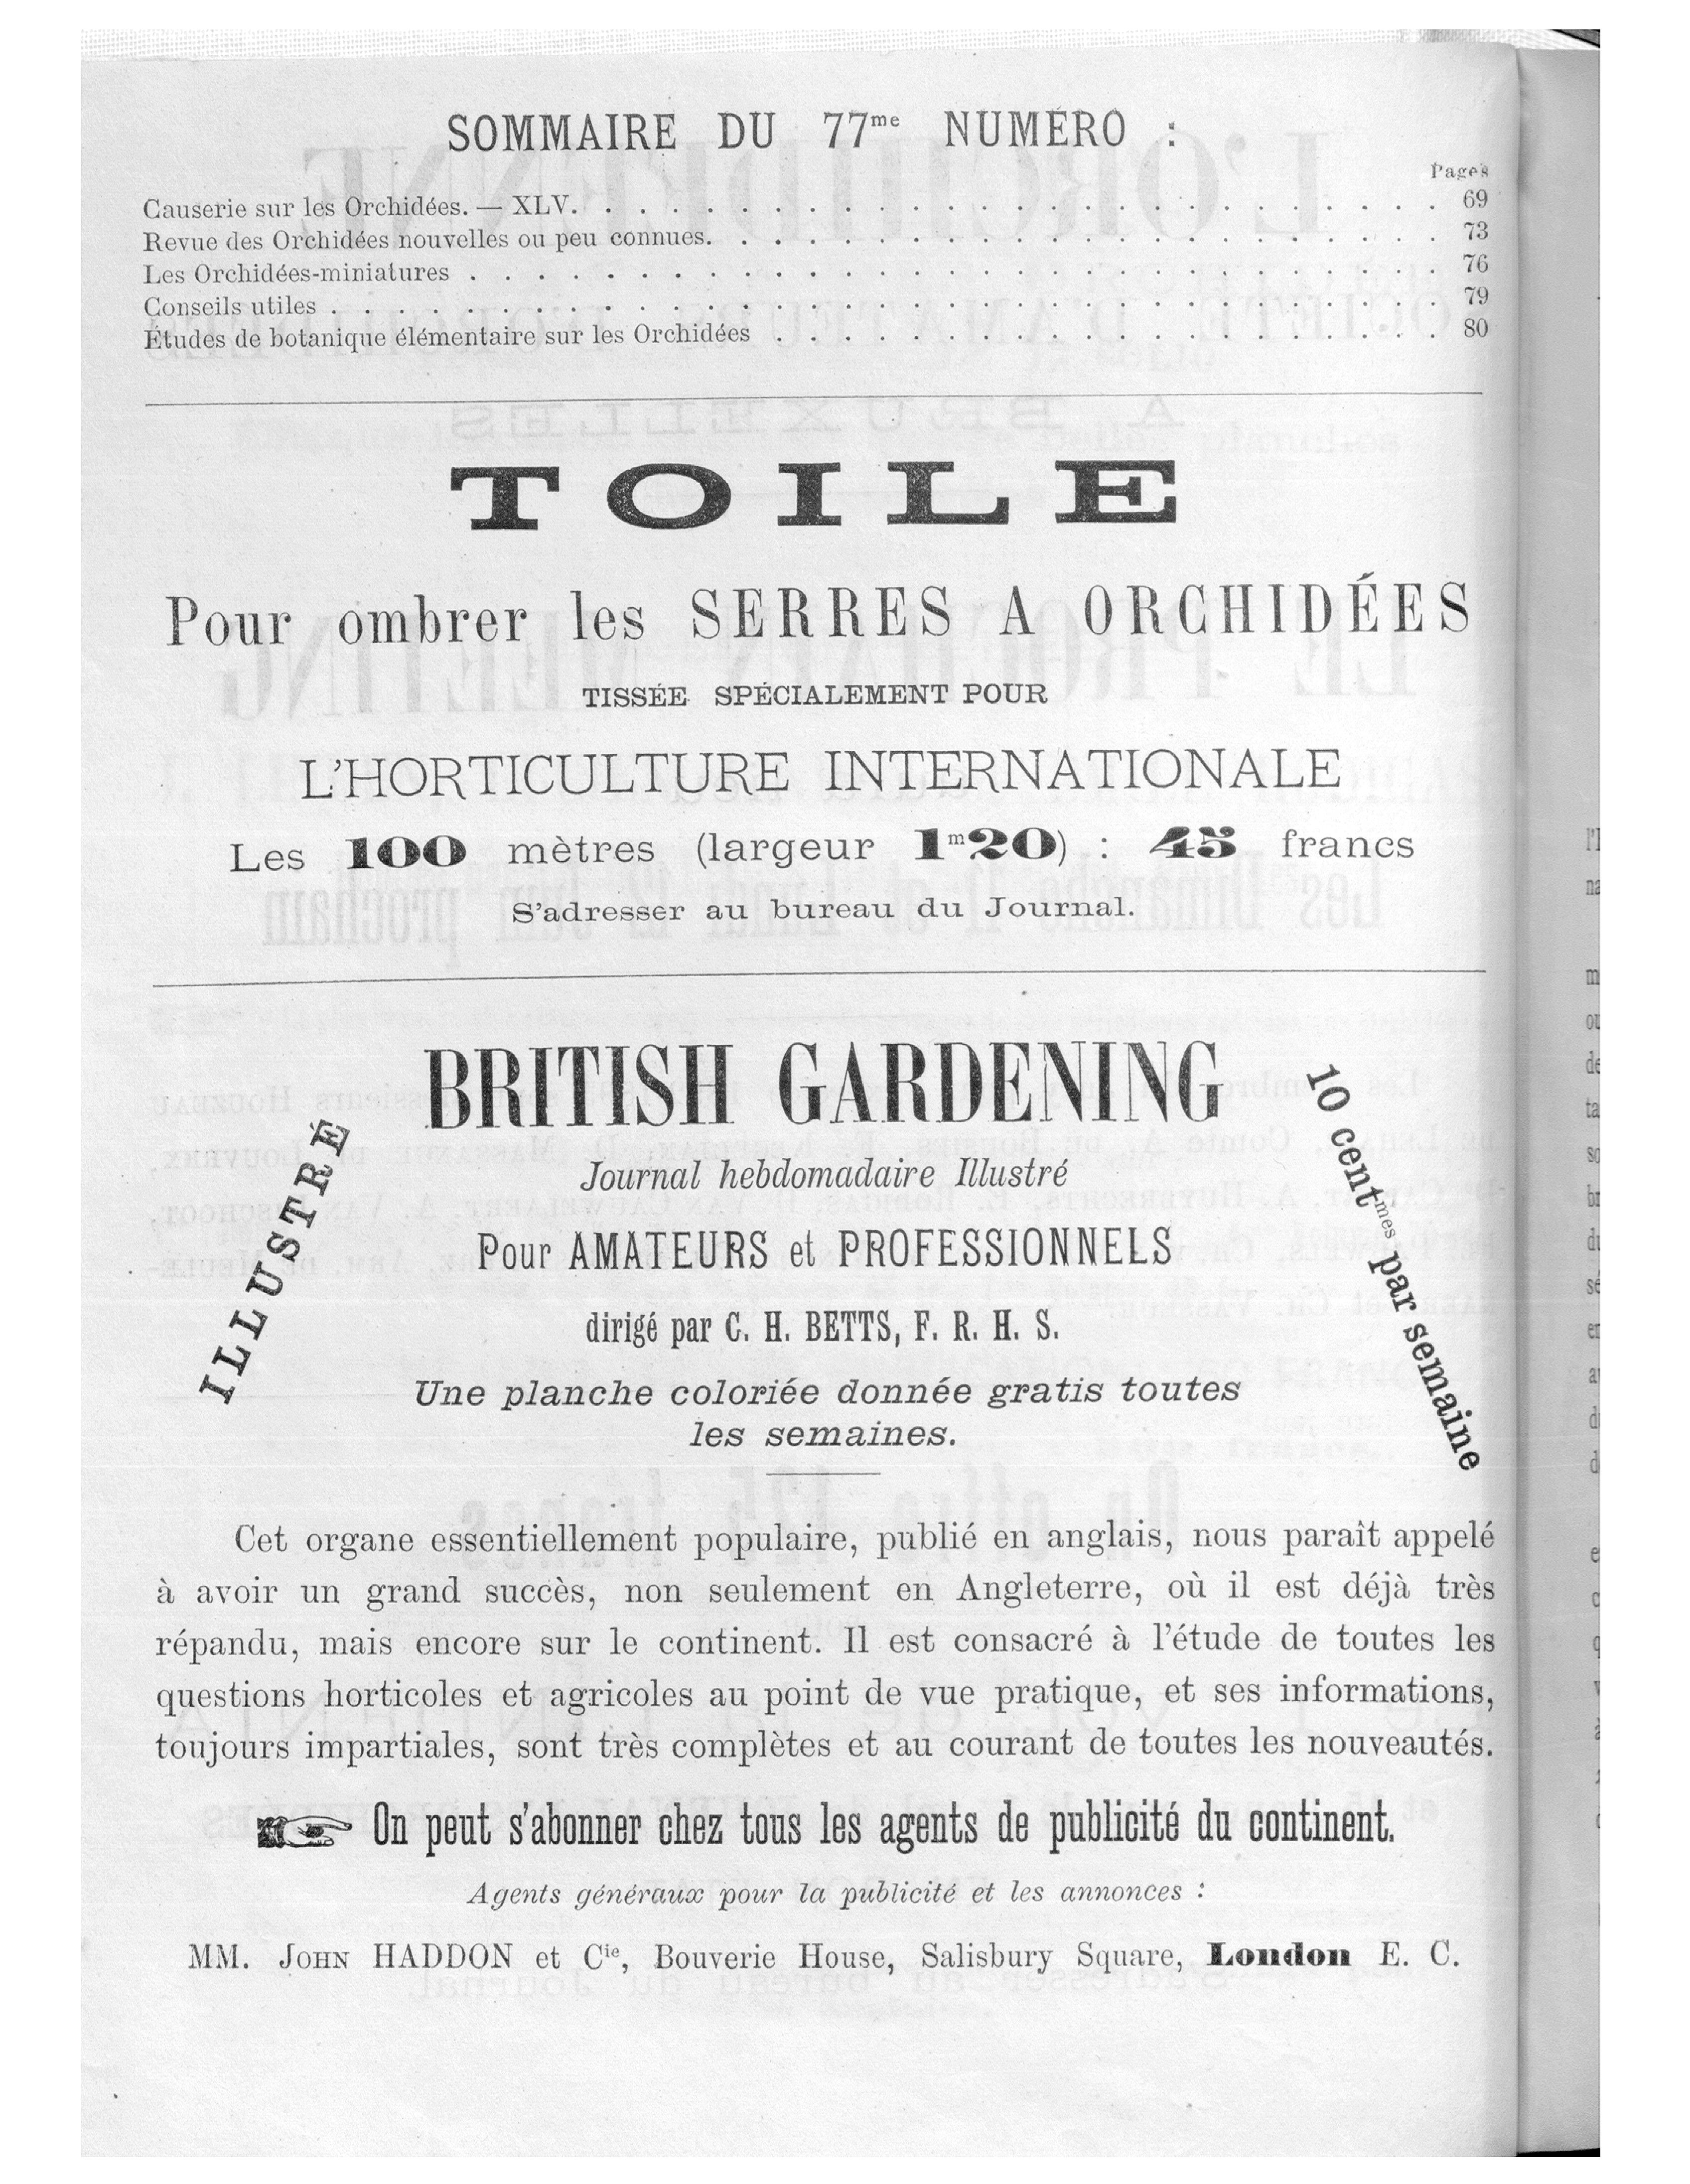 SOMMAIRE DU 77me NUMÉRO :
Pages
Causerie sur les Orchidées. — XLV. . . . . . . . . . . . . . . . . . . . . . . . . . 69
Revue des Orchidées nouvelles ou peu connues. . . . . . . . . . . . . . . . . . . . . . 73
Les Orchidées-miniatures . . . . . . . . . . . . . . . . . . . . . . . . . . . . . 76
Conseils utiles . . . . . . . . . . . . . . . . . . . . . . . . . . . . . . . . . 79
Études de botanique élémentaire sur les Orchidées . . . . . . . . . . . . . . . . . . . . 80
TOILE
Pour ombrer les SERRES A ORCHIDÉES
TISSÉE SPÉCIALEMENT POUR
L'HORTICULTURE INTERNATIONALE
Les 100 mètres (largeur 1m20) : 45 francs
S'adresser au bureau du Journal.
BRITISH GARDENING
ILLUSTRÉ
10 centmes par semaine
Journal hebdomadaire Illustré
Pour AMATEURS et PROFESSIONNELS
dirigé par C. H. BETTS, F. R. H. S.
Une planche coloriée donnée gratis toutes
les semaines.
Cet organe essentiellement populaire, publié en anglais, nous paraît appelé
à avoir un grand succès, non seulement en Angleterre, où il est déjà très
répandu, mais encore sur le continent. Il est consacré à l'étude de toutes les
questions horticoles et agricoles au point de vue pratique, et ses informations,
toujours impartiales, sont très complètes et au courant de toutes les nouveautés.
On peut s'abonner chez tous les agents de publicité du continent.
Agents généraux pour la publicité et les annonces :
MM. JOHN HADDON et Cie, Bouverie House, Salisbury Square, London E. C.